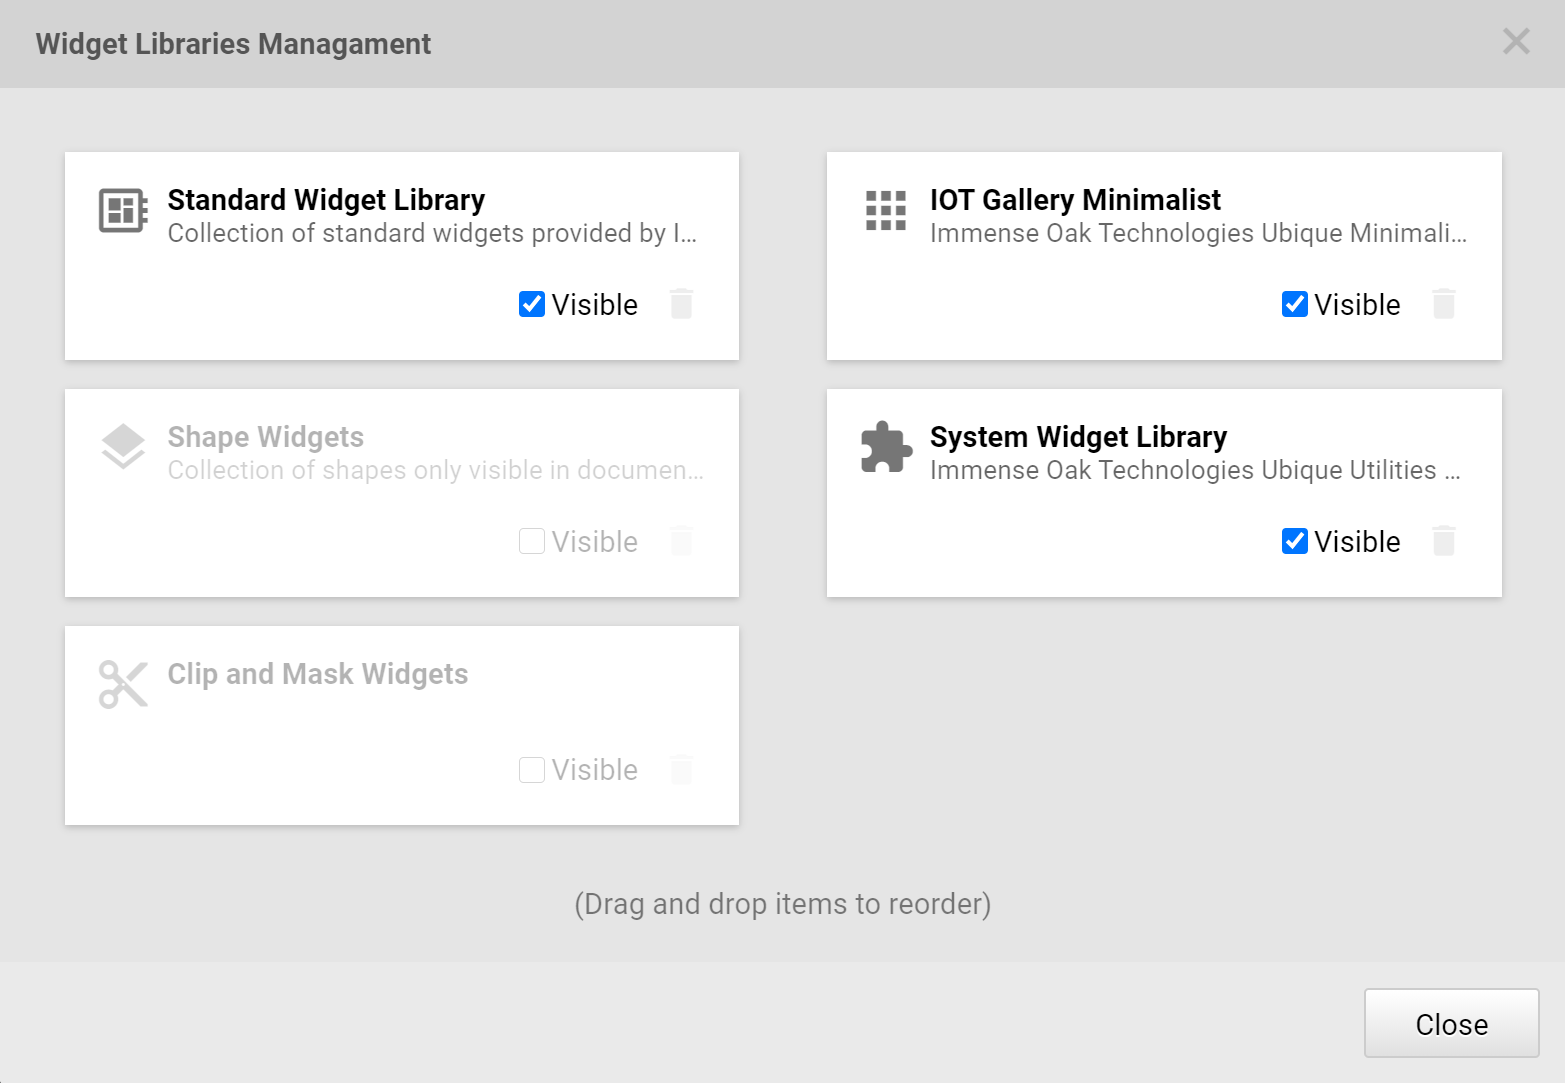 Widget Libraries Managament
Standard Widget Library
Collection of standard widgets provided by I...
Visible
IOT Gallery Minimalist
Immense Oak Technologies Ubique Minimali...
Visible
Shape Widgets
Collection of shapes only visible in documen...
Visible
System Widget Library
Immense Oak Technologies Ubique Utilities ...
Visible
Clip and Mask Widgets
Visible
(Drag and drop items to reorder)
Close